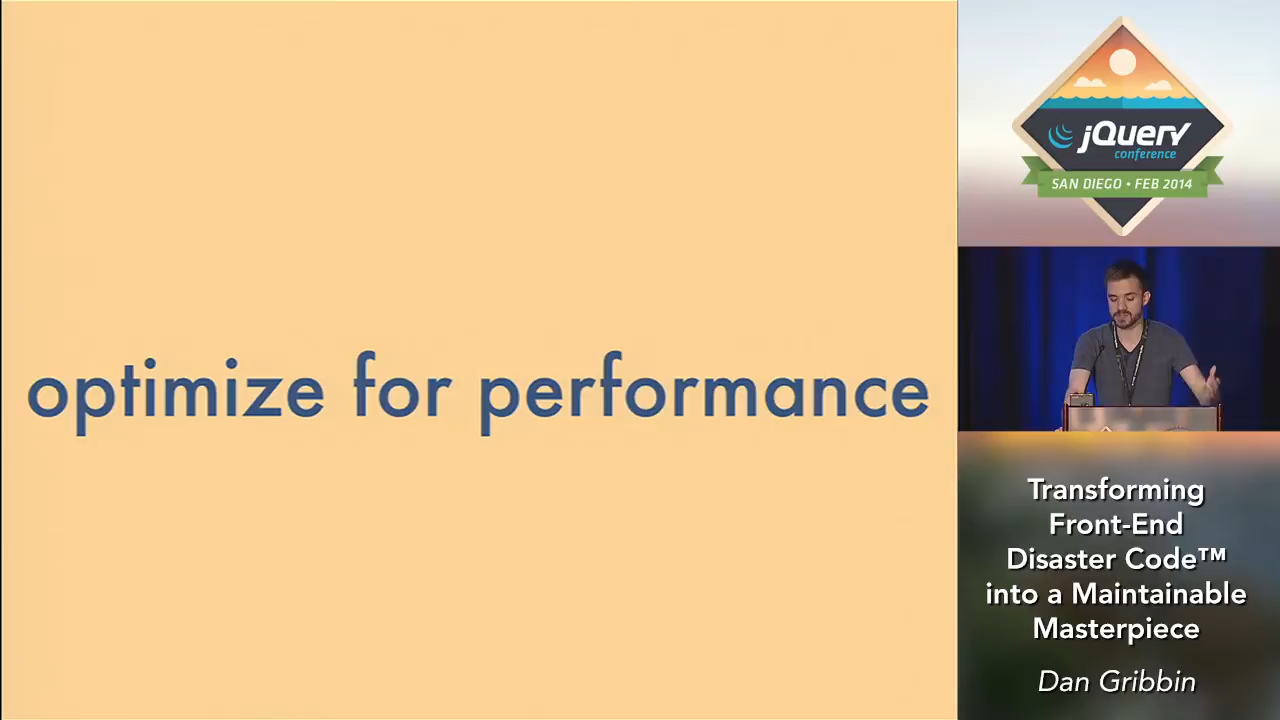 optimize for performance
jQuery
conference
SAN DIEGO • FEB 2014
Transforming
Front-End
Disaster Code™
into a Maintainable
Masterpiece
Dan Gribbin